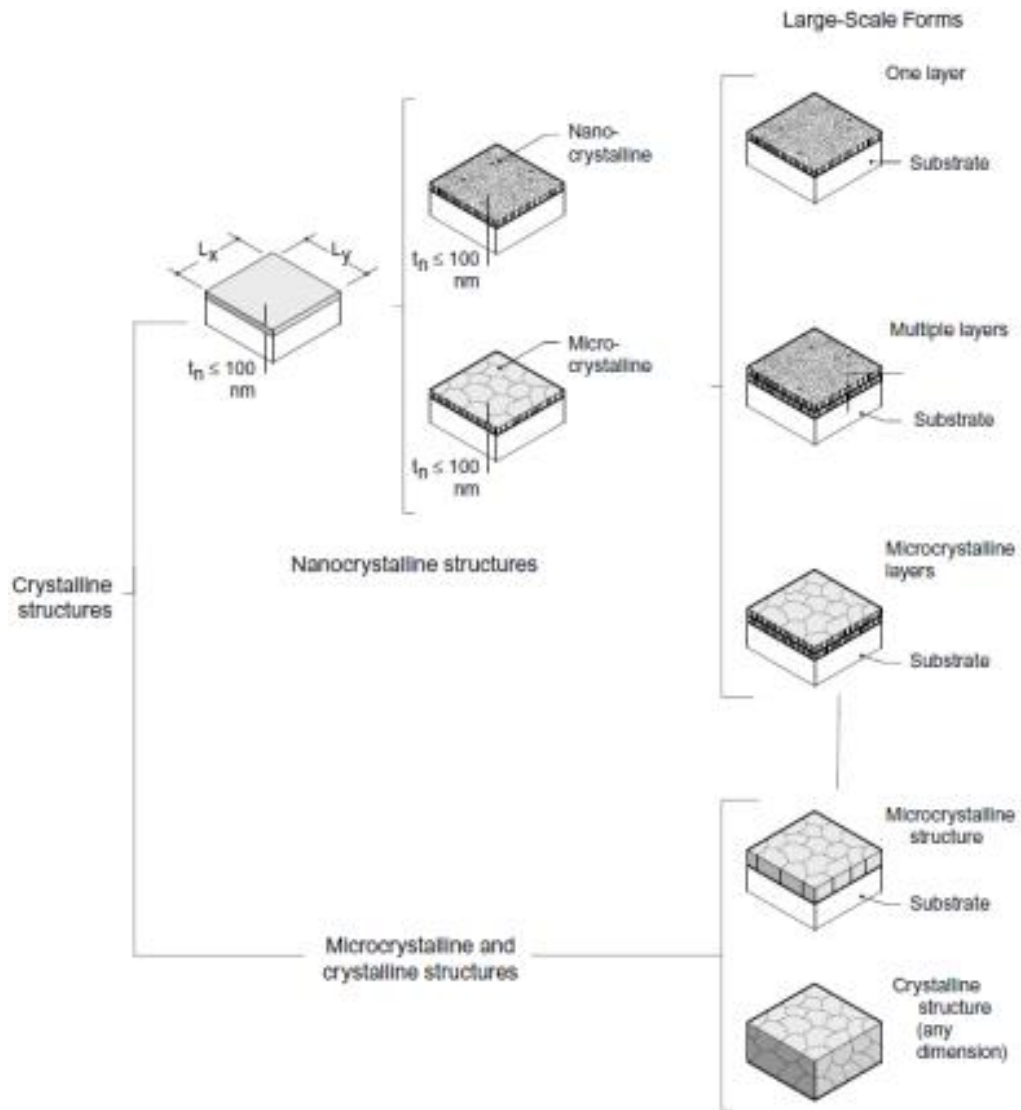 Large-Scale Forms
One layer
Nano-
crystalline
Substrate
Lx
Ly
tn ≤ 100
nm
tn ≤ 100
nm
Multiple layers
Micro-
crystalline
Substrate
tn ≤ 100
nm
Microcrystalline
layers
Nanocrystalline structures
Crystalline
structures
Substrate
Microcrystalline
structure
Substrate
Microcrystalline and
crystalline structures
Crystalline
structure
(any
dimension)